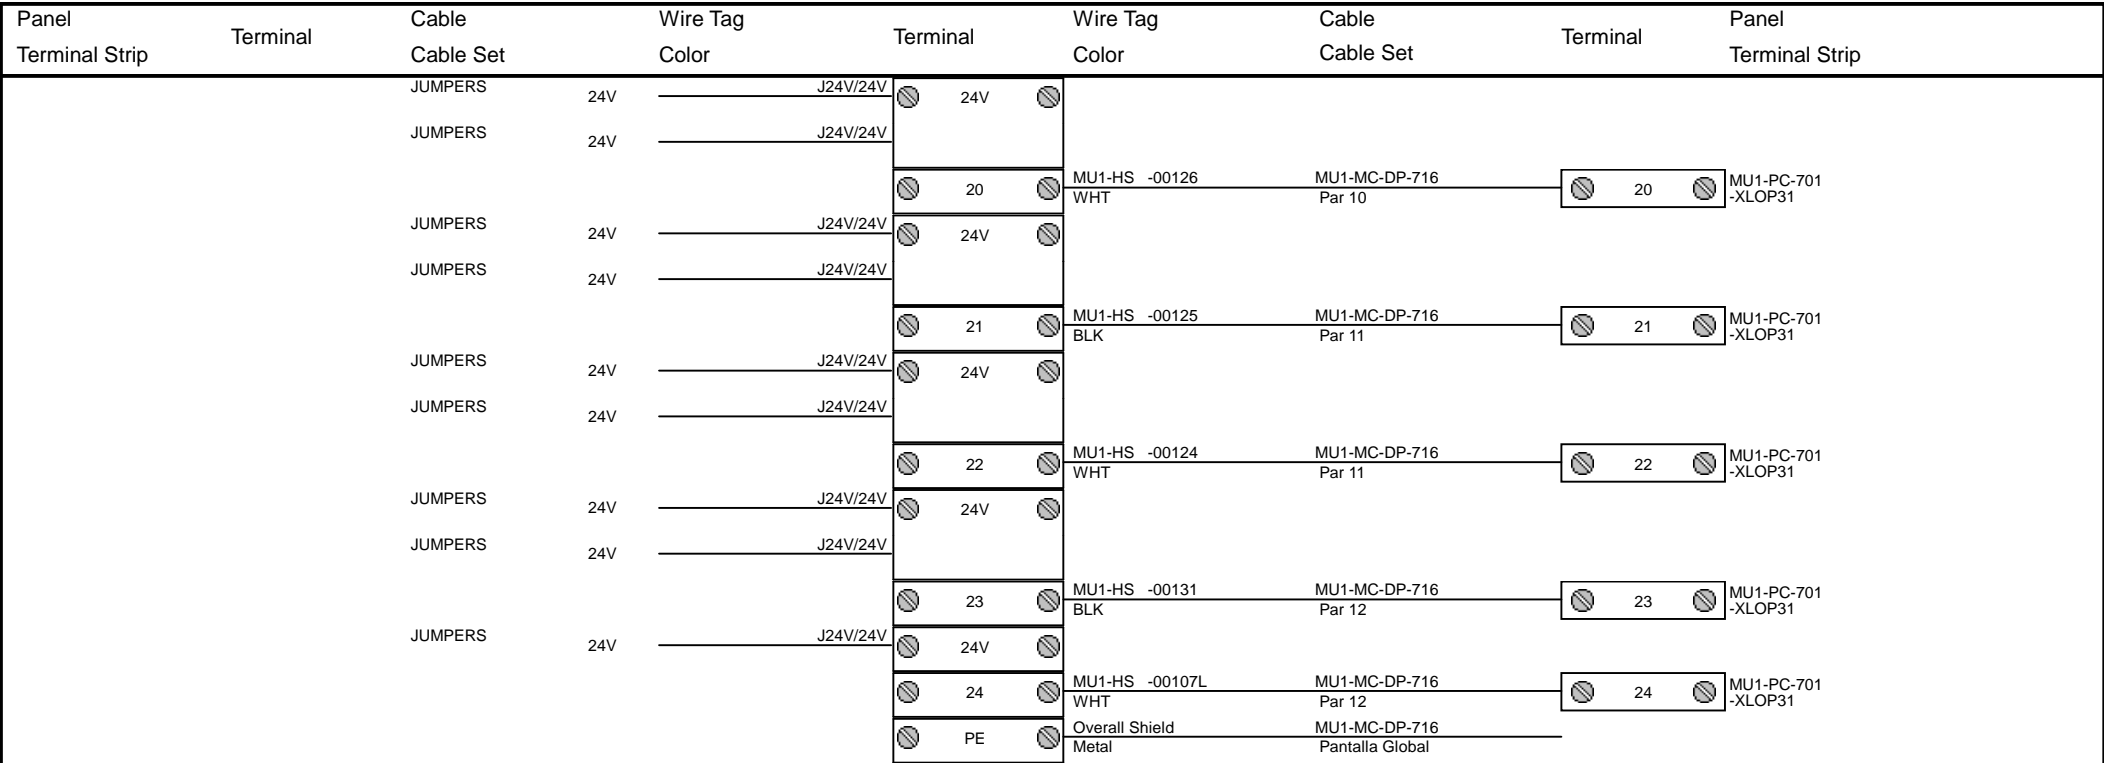 Panel Cable Wire Tag Wire Tag Cable Panel
Terminal Terminal Terminal
Terminal Strip Cable Set Color Color Cable Set Terminal Strip
JUMPERS 24V J24V/24V 24V
JUMPERS 24V J24V/24V
20 MU1-HS -00126 MU1-MC-DP-716 20 MU1-PC-701
WHT Par 10 -XLOP31
JUMPERS 24V J24V/24V 24V
JUMPERS 24V J24V/24V
21 MU1-HS -00125 MU1-MC-DP-716 21 MU1-PC-701
BLK Par 11 -XLOP31
JUMPERS 24V J24V/24V 24V
JUMPERS 24V J24V/24V
22 MU1-HS -00124 MU1-MC-DP-716 22 MU1-PC-701
WHT Par 11 -XLOP31
JUMPERS 24V J24V/24V 24V
JUMPERS 24V J24V/24V
23 MU1-HS -00131 MU1-MC-DP-716 23 MU1-PC-701
BLK Par 12 -XLOP31
JUMPERS 24V J24V/24V 24V
24 MU1-HS -00107L MU1-MC-DP-716 24 MU1-PC-701
WHT Par 12 -XLOP31
PE Overall Shield MU1-MC-DP-716
Metal Pantalla Global